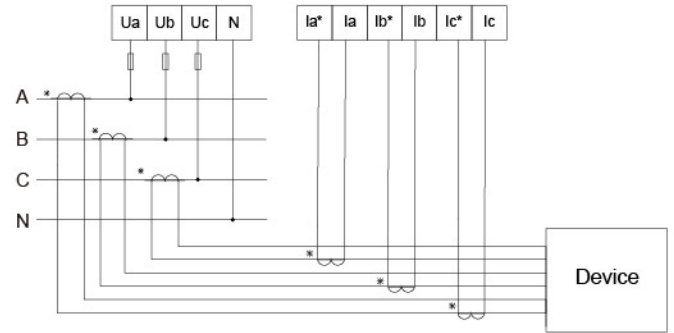 Ua Ub Uc N Ia* Ia Ib* Ib Ic* Ic
A *
B *
C *
N
*
*
*
Device